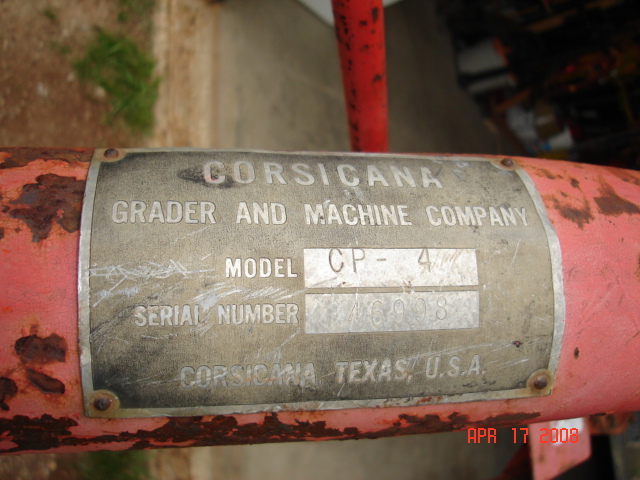 CORSICANA
GRADER AND MACHINE COMPANY
MODEL CP- 4
SERIAL NUMBER
CORSICANA TEXAS, U.S.A.
APR 17 2008